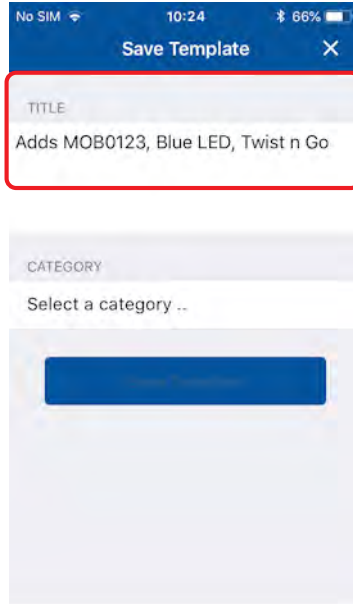 No SIM 10:24 66%
Save Template
TITLE
Adds MOB0123, Blue LED, Twist n Go
CATEGORY
Select a category ..